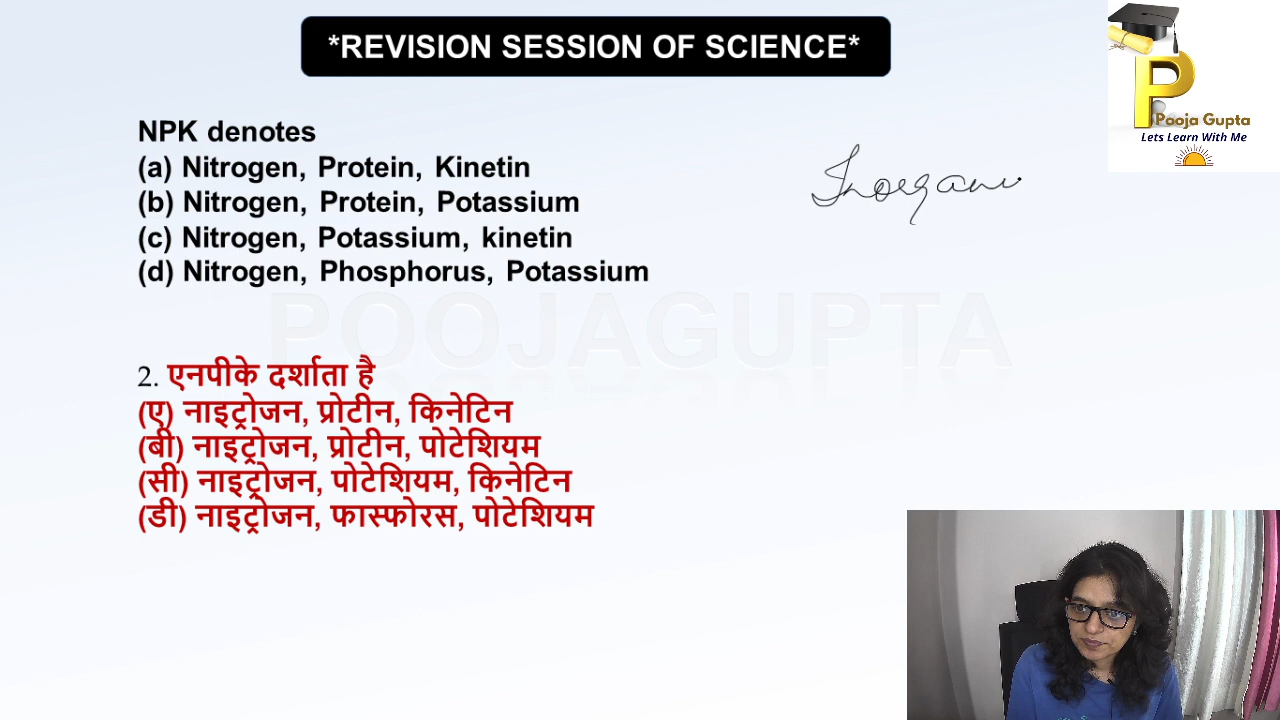 *REVISION SESSION OF SCIENCE*
P
Pooja Gupta
Lets Learn With Me
NPK denotes
(a) Nitrogen, Protein, Kinetin
(b) Nitrogen, Protein, Potassium
(c) Nitrogen, Potassium, kinetin
(d) Nitrogen, Phosphorus, Potassium
Inorgani
POOJAGUPTA
2. एनपीके दर्शाता है
(ए) नाइट्रोजन, प्रोटीन, किनेटिन
(बी) नाइट्रोजन, प्रोटीन, पोटेशियम
(सी) नाइट्रोजन, पोटेशियम, किनेटिन
(डी) नाइट्रोजन, फास्फोरस, पोटेशियम